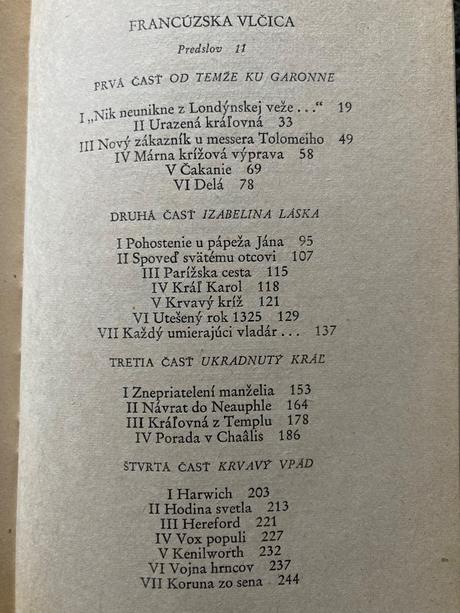 FRANCÚZSKA VLČICA
Predslov 11
PRVÁ ČASŤ OD TEMŽE KU GARONNE
I „Nik neunikne z Londýnskej veže . . .“ 19
II Urazená kráľovná 33
III Nový zákazník u messera Tolomeiho 49
IV Márna krížová výprava 58
V Čakanie 69
VI Delá 78
DRUHÁ ČASŤ IZABELINA LÁSKA
I Pohostenie u pápeža Jána 95
II Spoveď svätému otcovi 107
III Parížska cesta 115
IV Kráľ Karol 118
V Krvavý kríž 121
VI Utešený rok 1325 129
VII Každý umierajúci vladár . . . 137
TRETIA ČASŤ UKRADNUTÝ KRÁĽ
I Znepriatelení manželia 153
II Návrat do Neauphle 164
III Kráľovná z Templu 178
IV Porada v Chaâlis 186
ŠTVRTÁ ČASŤ KRVAVÝ VPÁD
I Harwich 203
II Hodina svetla 213
III Hereford 221
IV Vox populi 227
V Kenilworth 232
VI Vojna hrncov 237
VII Koruna zo sena 244